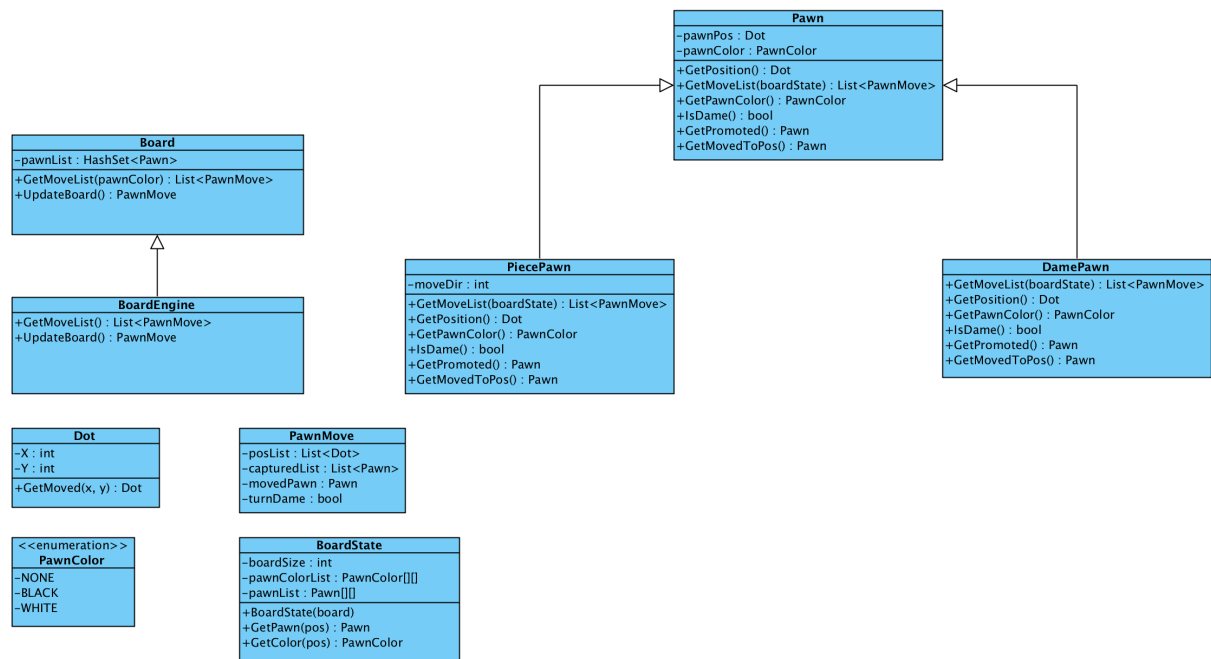 Pawn
-pawnPos : Dot
-pawnColor : PawnColor
+GetPosition() : Dot
+GetMoveList(boardState) : List<PawnMove>
+GetPawnColor() : PawnColor
+IsDame() : bool
+GetPromoted() : Pawn
+GetMovedToPos() : Pawn
Board
-pawnList : HashSet<Pawn>
+GetMoveList(pawnColor) : List<PawnMove>
+UpdateBoard() : PawnMove
BoardEngine
+GetMoveList() : List<PawnMove>
+UpdateBoard() : PawnMove
PiecePawn
-moveDir : int
+GetMoveList(boardState) : List<PawnMove>
+GetPosition() : Dot
+GetPawnColor() : PawnColor
+IsDame() : bool
+GetPromoted() : Pawn
+GetMovedToPos() : Pawn
DamePawn
+GetMoveList(boardState) : List<PawnMove>
+GetPosition() : Dot
+GetPawnColor() : PawnColor
+IsDame() : bool
+GetPromoted() : Pawn
+GetMovedToPos() : Pawn
Dot
-X : int
-Y : int
+GetMoved(x, y) : Dot
PawnMove
-posList : List<Dot>
-capturedList : List<Pawn>
-movedPawn : Pawn
-turnDame : bool
<<enumeration>>
PawnColor
-NONE
-BLACK
-WHITE
BoardState
-boardSize : int
-pawnColorList : PawnColor[][]
-pawnList : Pawn[][]
+BoardState(board)
+GetPawn(pos) : Pawn
+GetColor(pos) : PawnColor